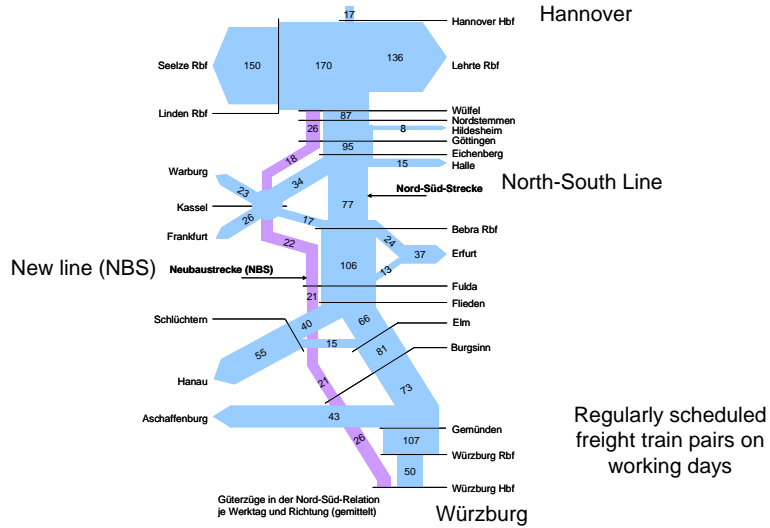 17
Hannover Hbf
Hannover
Seelze Rbf
150
170
136
Lehrte Rbf
Linden Rbf
87
Wülfel
Nordstemmen
26
8
Hildesheim
Göttingen
95
Eichenberg
18
15
Halle
Warburg
34
23
Nord-Süd-Strecke
North-South Line
Kassel
77
26
17
Bebra Rbf
Frankfurt
22
24
37
Erfurt
New line (NBS)
Neubaustrecke (NBS)
106
13
Fulda
21
Flieden
Schlüchtern
40
66
Elm
15
81
Burgsinn
55
Hanau
21
73
Aschaffenburg
43
Gemünden
26
107
Würzburg Rbf
50
Würzburg Hbf
Regularly scheduled
freight train pairs on
working days
Güterzüge in der Nord-Süd-Relation
je Werktag und Richtung (gemittelt)
Würzburg